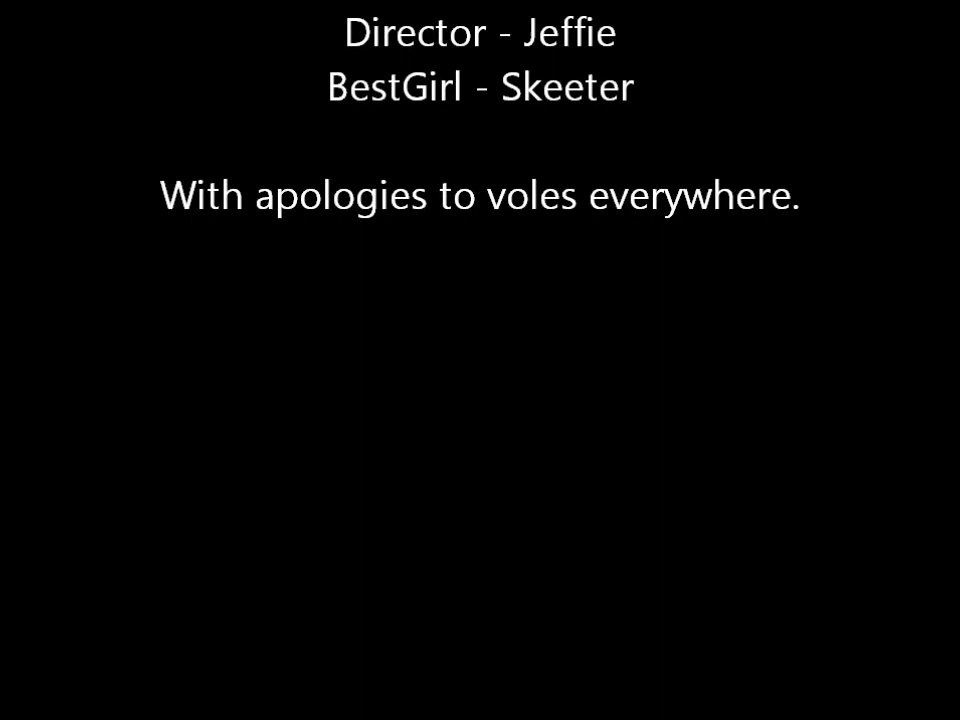 Director - Jeffie
BestGirl - Skeeter
With apologies to voles everywhere.